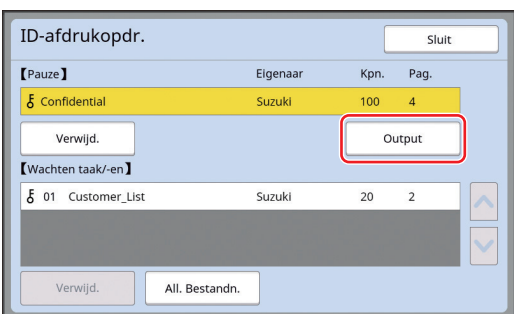 ID-afdrukopdr. Sluit
【Pauze】 Eigenaar Kpn. Pag.
Confidential Suzuki 100 4
Verwijd. Output
【Wachten taak/-en】
01 Customer_List Suzuki 20 2
Verwijd. All. Bestandn.